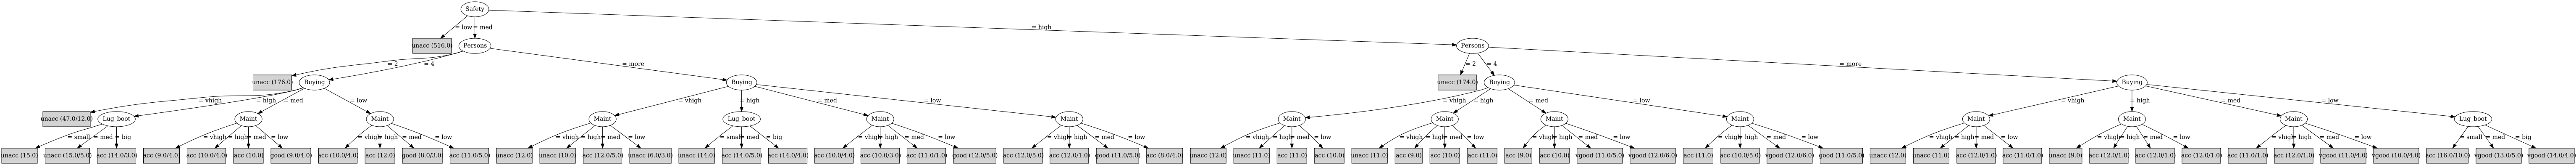 Safety
= low = med = high
unacc (516.0) Persons Persons
= 2 = 4 = more = 2 = 4 = more
unacc (176.0) Buying Buying unacc (174.0) Buying Buying
= vhigh = high = med = low = vhigh = high = med = low = vhigh = high = med = low = vhigh = high = med = low
unacc (47.0/12.0) Lug_boot Maint Maint Maint Lug_boot Maint Maint Maint Maint Maint Maint Maint Maint Maint Lug_boot
= small = med = big = vhigh = high = med = low = vhigh = high = med = low = vhigh = high = med = low = small = med = big = vhigh = high = med = low = vhigh = high = med = low = vhigh = high = med = low = vhigh = high = med = low = vhigh = high = med = low = vhigh = high = med = low = vhigh = high = med = low = vhigh = high = med = low = vhigh = high = med = low = small = med = big
unacc (15.0) unacc (15.0/5.0) acc (14.0/3.0) acc (9.0/4.0) acc (10.0/4.0) acc (10.0) good (9.0/4.0) acc (10.0/4.0) acc (12.0) good (8.0/3.0) acc (11.0/5.0) unacc (12.0) unacc (10.0) acc (12.0/5.0) unacc (6.0/3.0) unacc (14.0) acc (14.0/5.0) acc (14.0/4.0) acc (10.0/4.0) acc (10.0/3.0) acc (11.0/1.0) good (12.0/5.0) acc (12.0/5.0) acc (12.0/1.0) good (11.0/5.0) acc (8.0/4.0) unacc (12.0) unacc (11.0) acc (11.0) acc (10.0) unacc (11.0) acc (9.0) acc (10.0) acc (11.0) acc (9.0) acc (10.0) vgood (11.0/5.0) vgood (12.0/6.0) acc (11.0) acc (10.0/5.0) vgood (12.0/6.0) good (11.0/5.0) unacc (12.0) unacc (11.0) acc (12.0/1.0) acc (11.0/1.0) unacc (9.0) acc (12.0/1.0) acc (12.0/1.0) acc (12.0/1.0) acc (11.0/1.0) acc (12.0/1.0) vgood (11.0/4.0) vgood (10.0/4.0) acc (16.0/10.0)